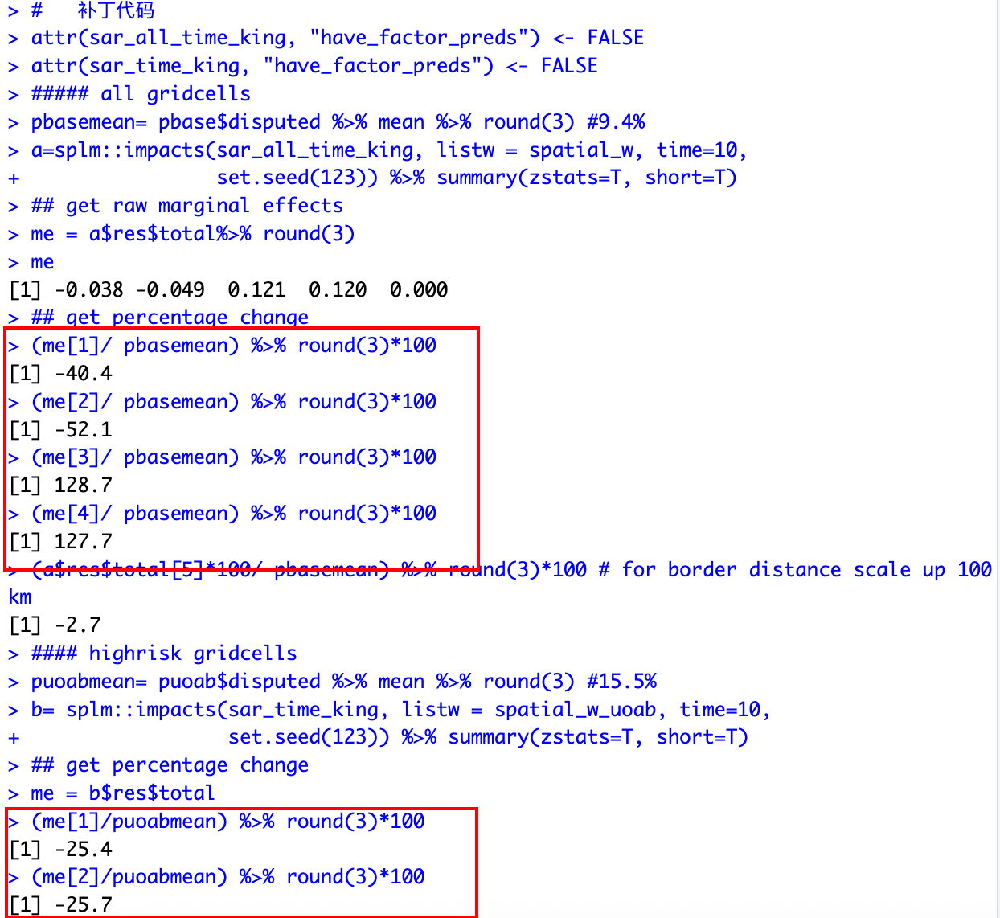 > #   补丁代码
> attr(sar_all_time_king, "have_factor_preds") <- FALSE
> attr(sar_time_king, "have_factor_preds") <- FALSE
> ##### all gridcells
> pbasemean= pbase$disputed %>% mean %>% round(3) #9.4%
> a=splm::impacts(sar_all_time_king, listw = spatial_w, time=10,
+                 set.seed(123)) %>% summary(zstats=T, short=T)
> ## get raw marginal effects
> me = a$res$total%>% round(3)
> me
[1] -0.038 -0.049  0.121  0.120  0.000
> ## get percentage change
> (me[1]/ pbasemean) %>% round(3)*100
[1] -40.4
> (me[2]/ pbasemean) %>% round(3)*100
[1] -52.1
> (me[3]/ pbasemean) %>% round(3)*100
[1] 128.7
> (me[4]/ pbasemean) %>% round(3)*100
[1] 127.7
> (a$res$total[5]*100/ pbasemean) %>% round(3)*100 # for border distance scale up 100
km
[1] -2.7
> #### highrisk gridcells
> puoabmean= puoab$disputed %>% mean %>% round(3) #15.5%
> b= splm::impacts(sar_time_king, listw = spatial_w_uoab, time=10,
+                  set.seed(123)) %>% summary(zstats=T, short=T)
> ## get percentage change
> me = b$res$total
> (me[1]/puoabmean) %>% round(3)*100
[1] -25.4
> (me[2]/puoabmean) %>% round(3)*100
[1] -25.7